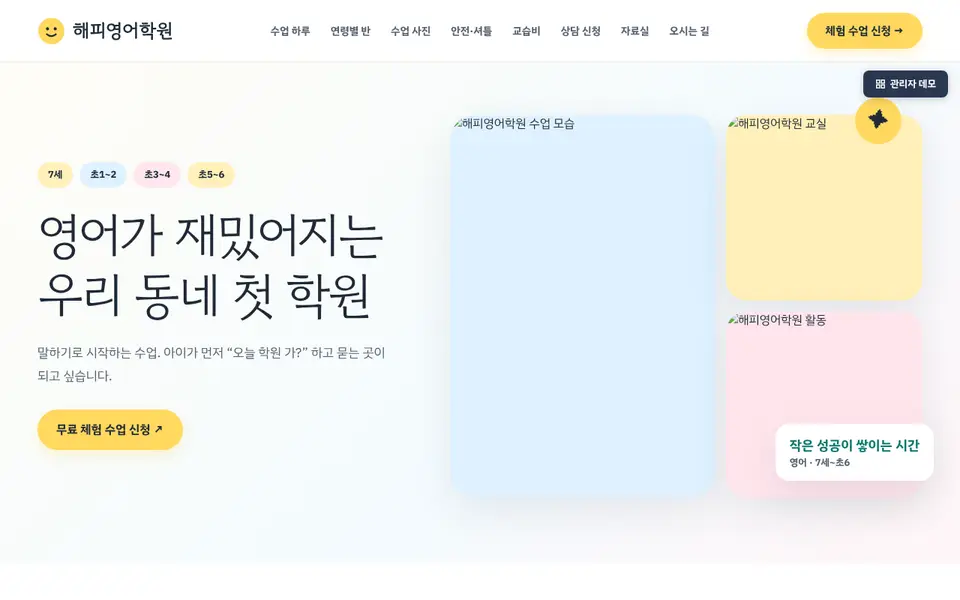 해피영어학원
수업 하루
연령별 반
수업 사진
안전·셔틀
교습비
상담 신청
자료실
오시는 길
체험 수업 신청 →
관리자 데모
7세
초1~2
초3~4
초5~6
영어가 재밌어지는
우리 동네 첫 학원
말하기로 시작하는 수업. 아이가 먼저 “오늘 학원 가?” 하고 묻는 곳이
되고 싶습니다.
무료 체험 수업 신청 ↗
해피영어학원 수업 모습
해피영어학원 교실
해피영어학원 활동
작은 성공이 쌓이는 시간
영어 · 7세~초6